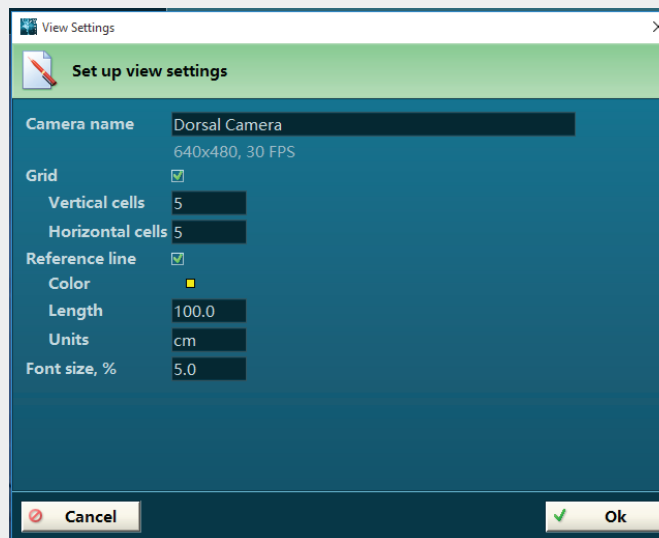 View Settings
Set up view settings
Camera name Dorsal Camera
640x480, 30 FPS
Grid
Vertical cells 5
Horizontal cells 5
Reference line
Color
Length 100.0
Units cm
Font size, % 5.0
Cancel Ok